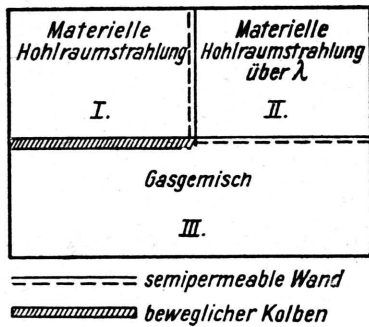 Materielle
Hohlraumstrahlung
I.
Materielle
Hohlraumstrahlung
über λ
II.
Gasgemisch
III.
semipermeable Wand
beweglicher Kolben